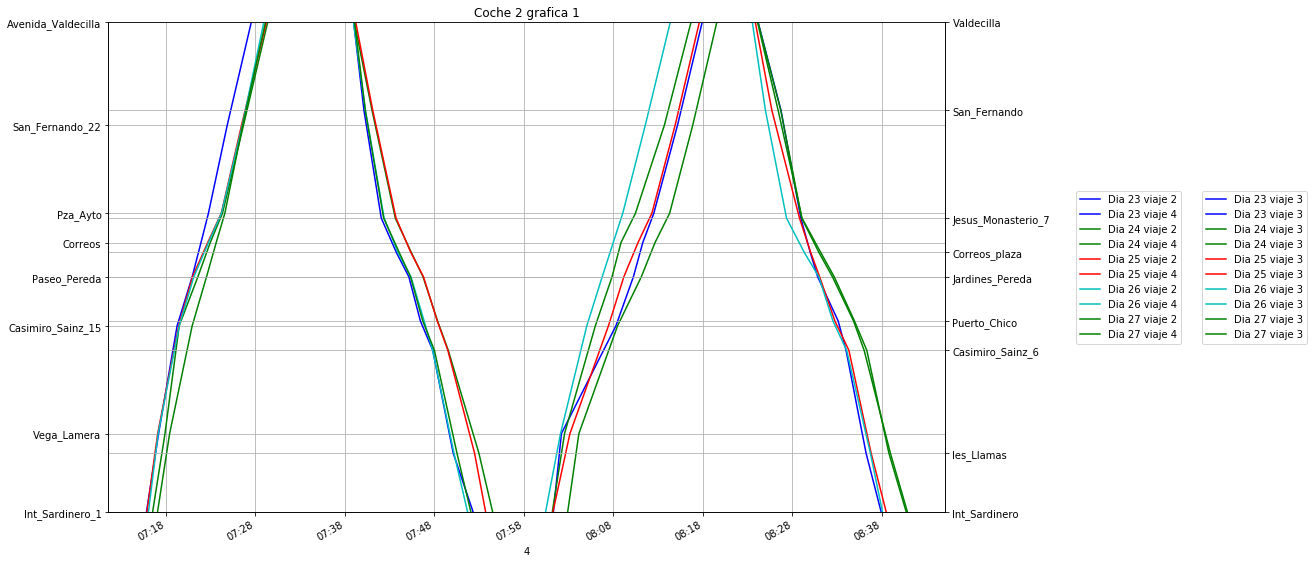 Coche 2 grafica 1
Avenida_Valdecilla
San_Fernando_22
Pza_Ayto
Correos
Paseo_Pereda
Casimiro_Sainz_15
Vega_Lamera
Int_Sardinero_1
Valdecilla
San_Fernando
Jesus_Monasterio_7
Correos_plaza
Jardines_Pereda
Puerto_Chico
Casimiro_Sainz_6
Ies_Llamas
Int_Sardinero
07:18
07:28
07:38
07:48
07:58
08:08
08:18
08:28
08:38
4
Dia 23 viaje 2
Dia 23 viaje 4
Dia 24 viaje 2
Dia 24 viaje 4
Dia 25 viaje 2
Dia 25 viaje 4
Dia 26 viaje 2
Dia 26 viaje 4
Dia 27 viaje 2
Dia 27 viaje 4
Dia 23 viaje 3
Dia 23 viaje 3
Dia 24 viaje 3
Dia 24 viaje 3
Dia 25 viaje 3
Dia 25 viaje 3
Dia 26 viaje 3
Dia 26 viaje 3
Dia 27 viaje 3
Dia 27 viaje 3